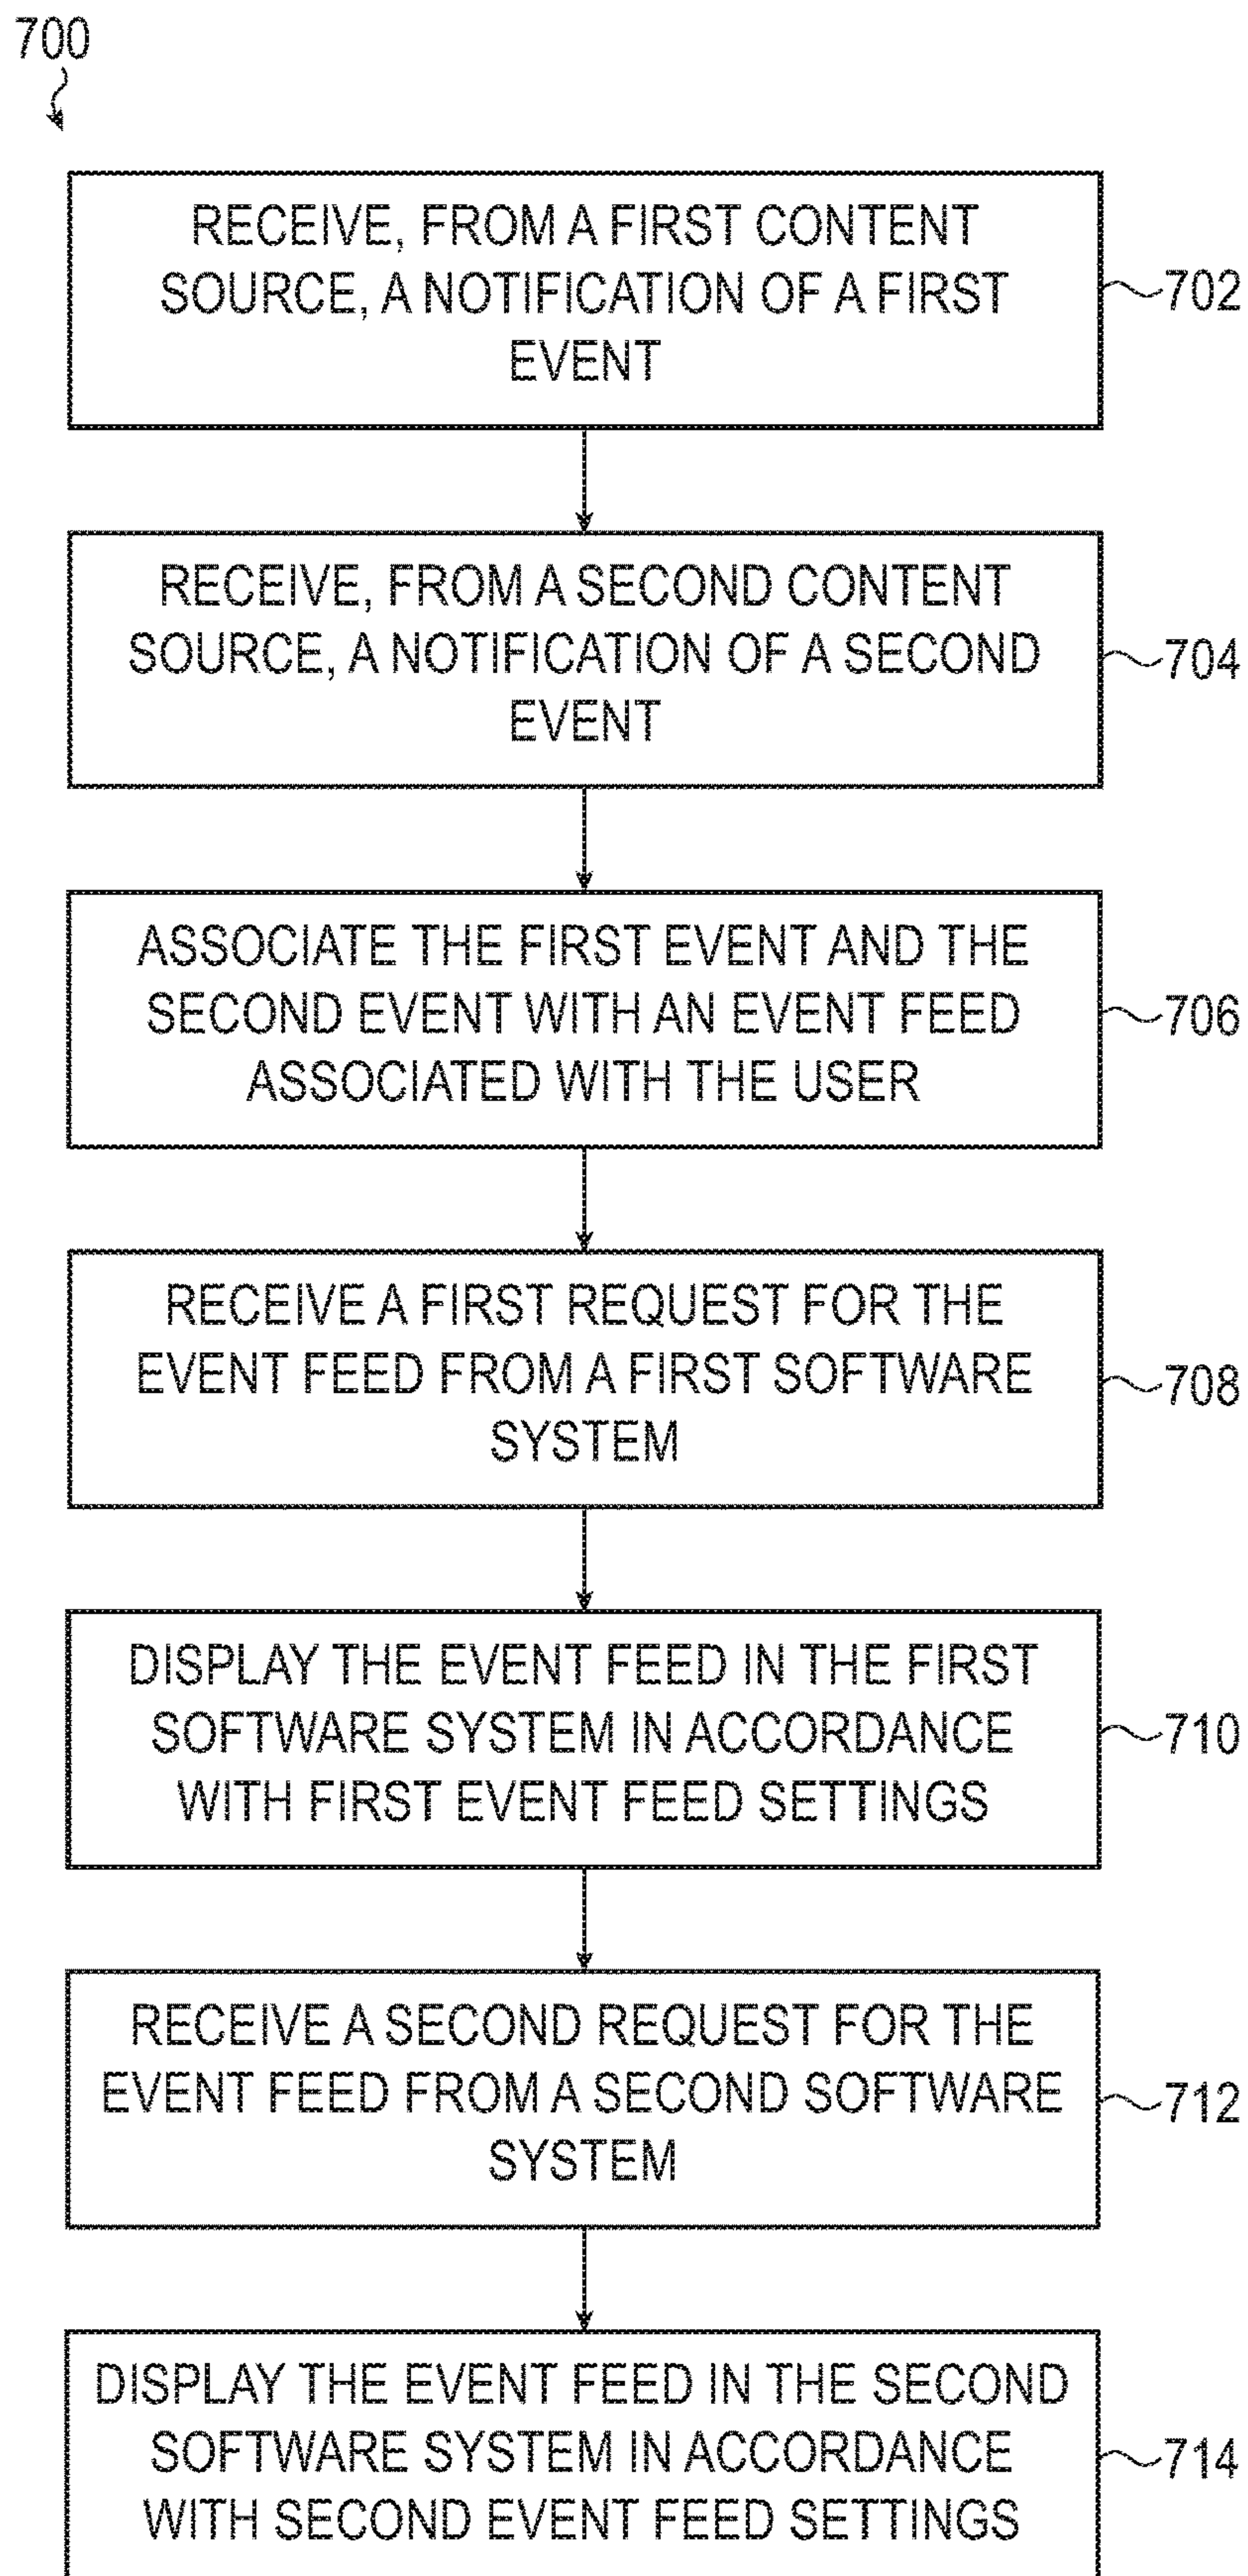 700
RECEIVE, FROM A FIRST CONTENT
SOURCE, A NOTIFICATION OF A FIRST
EVENT
702
RECEIVE, FROM A SECOND CONTENT
SOURCE, A NOTIFICATION OF A SECOND
EVENT
704
ASSOCIATE THE FIRST EVENT AND THE
SECOND EVENT WITH AN EVENT FEED
ASSOCIATED WITH THE USER
706
RECEIVE A FIRST REQUEST FOR THE
EVENT FEED FROM A FIRST SOFTWARE
SYSTEM
708
DISPLAY THE EVENT FEED IN THE FIRST
SOFTWARE SYSTEM IN ACCORDANCE
WITH FIRST EVENT FEED SETTINGS
710
RECEIVE A SECOND REQUEST FOR THE
EVENT FEED FROM A SECOND SOFTWARE
SYSTEM
712
DISPLAY THE EVENT FEED IN THE SECOND
SOFTWARE SYSTEM IN ACCORDANCE
WITH SECOND EVENT FEED SETTINGS
714